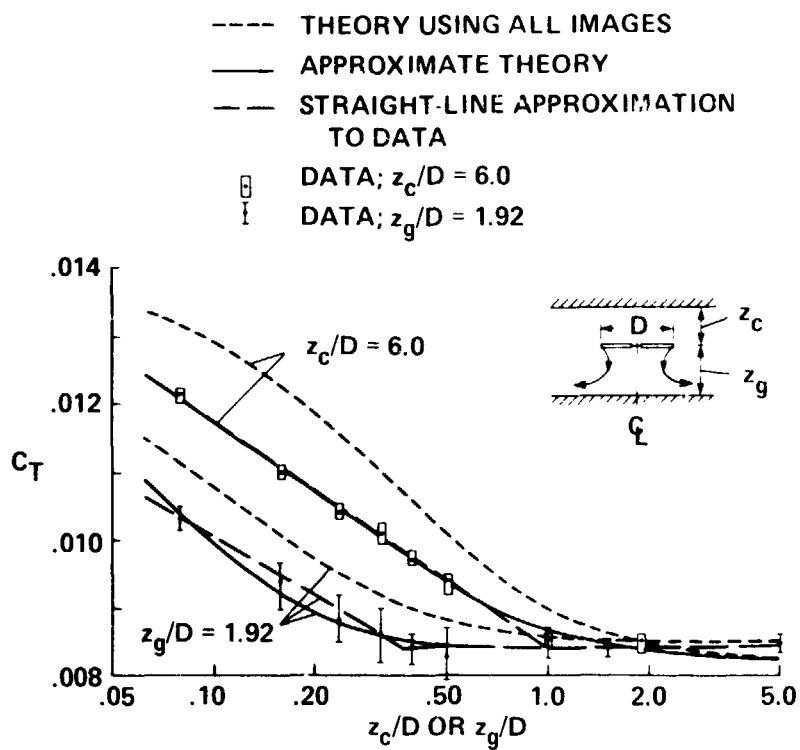 THEORY USING ALL IMAGES
APPROXIMATE THEORY
STRAIGHT-LINE APPROXIMATION
TO DATA
DATA; z_c/D = 6.0
DATA; z_g/D = 1.92
.014
.012
C_T
.010
.008
z_c/D = 6.0
z_g/D = 1.92
D
z_c
z_g
℄
.05 .10 .20 .50 1.0 2.0 5.0
z_c/D OR z_g/D